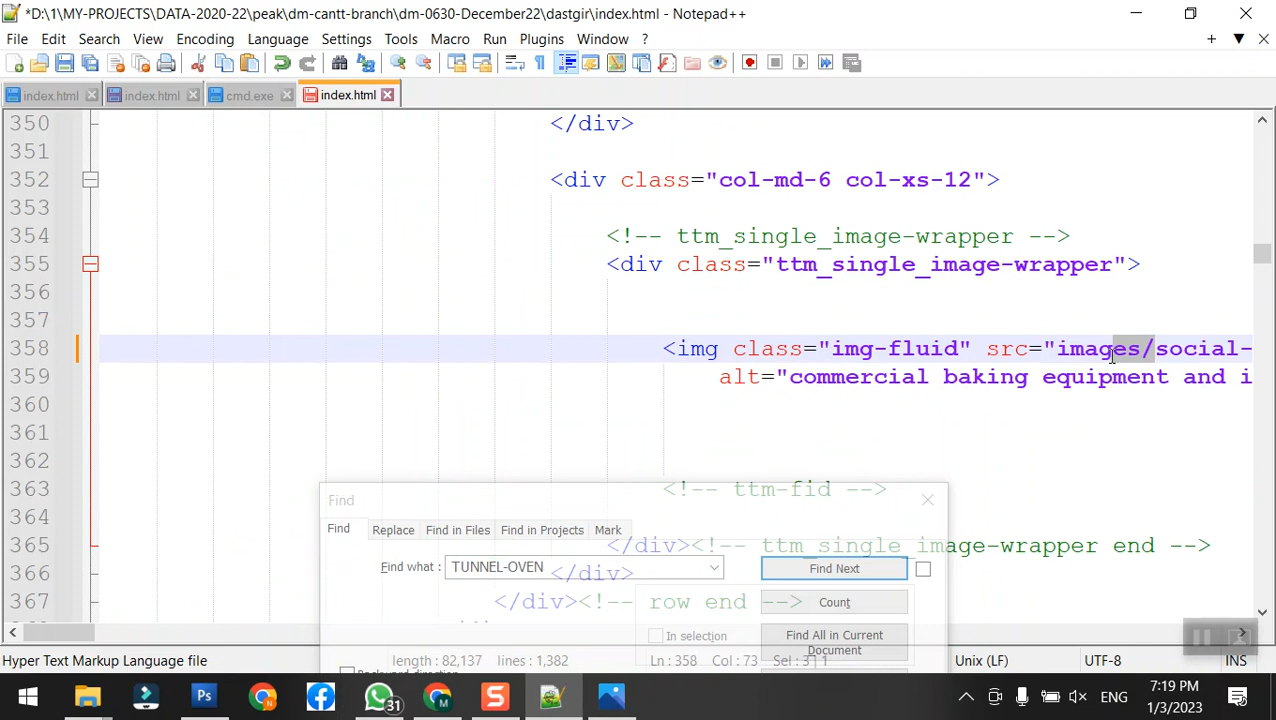 *D:\1\MY-PROJECTS\DATA-2020-22\peak\dm-cantt-branch\dm-0630-December22\dastgir\index.html - Notepad++
File Edit Search View Encoding Language Settings Tools Macro Run Plugins Window ?
+ ▼ ✕
index.html index.html cmd.exe index.html
350 </div>
351
352 <div class="col-md-6 col-xs-12">
353
354 <!-- ttm_single_image-wrapper -->
355 <div class="ttm_single_image-wrapper">
356
357
358 <img class="img-fluid" src="images/social-
359 alt="commercial baking equipment and i
360
361
362
363 <!-- ttm-fid -->
364
365 </div><!-- ttm_single_image-wrapper end -->
366 </div>
367 </div><!-- row end -->
Find
Find Replace Find in Files Find in Projects Mark
Find what : TUNNEL-OVEN Find Next
Count
In selection
Find All in Current
Document
Hyper Text Markup Language file length : 82,137 lines : 1,382 Ln : 358 Col : 73 Sel : 3 | 1 Unix (LF) UTF-8 INS
31
ENG
7:19 PM
1/3/2023